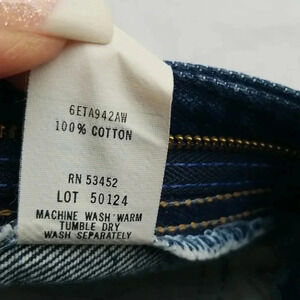 6ETA942AW
100% COTTON
RN 53452
LOT 50124
MACHINE WASH WARM
TUMBLE DRY
WASH SEPARATELY